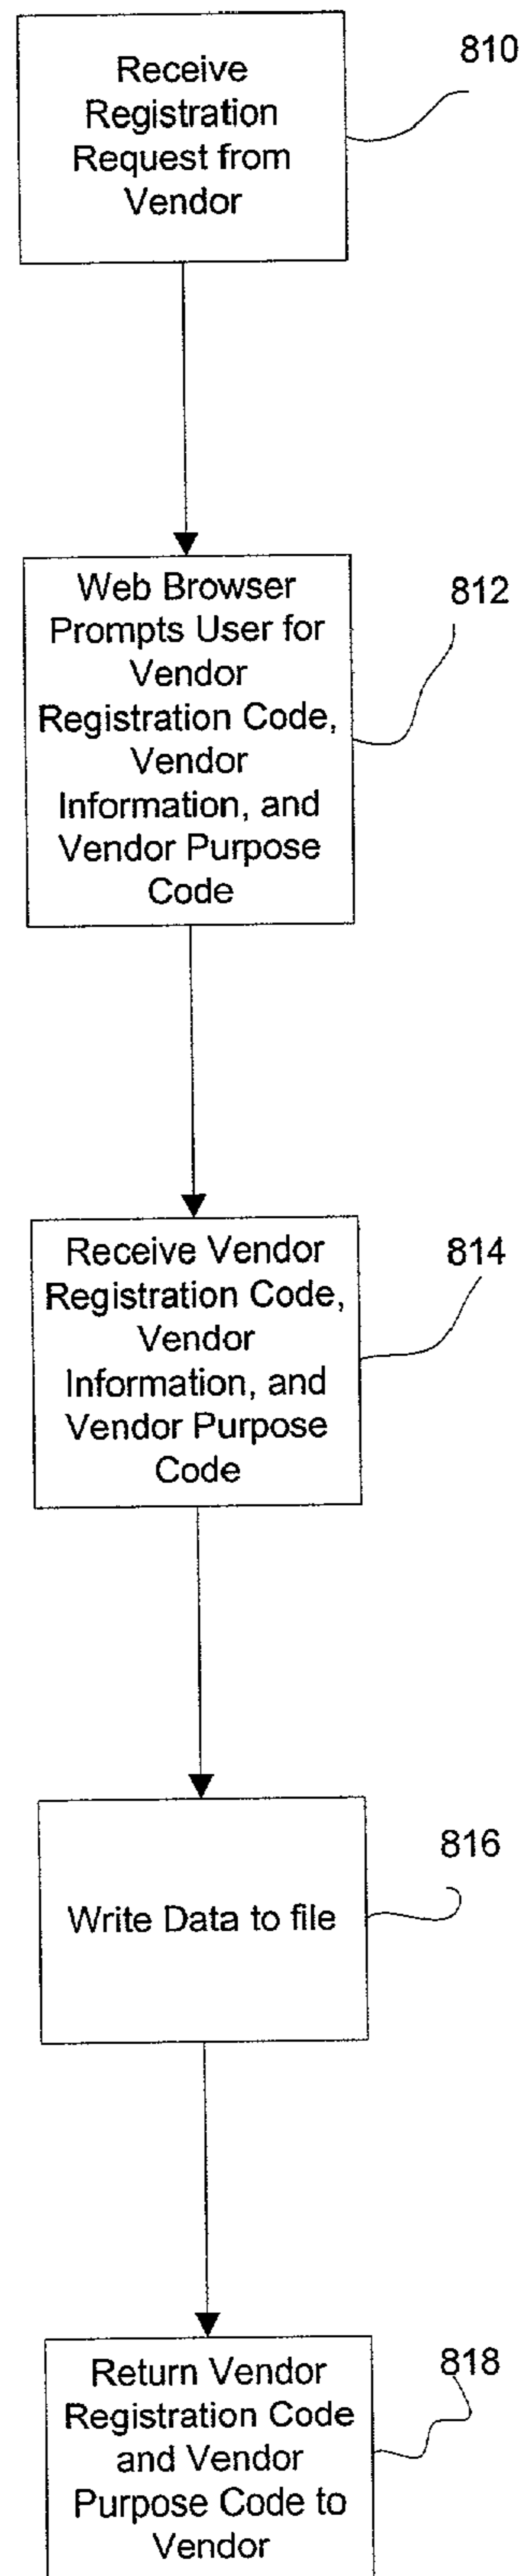 810
Receive
Registration
Request from
Vendor
812
Web Browser
Prompts User for
Vendor
Registration Code,
Vendor
Information, and
Vendor Purpose
Code
814
Receive Vendor
Registration Code,
Vendor
Information, and
Vendor Purpose
Code
816
Write Data to file
818
Return Vendor
Registration Code
and Vendor
Purpose Code to
Vendor